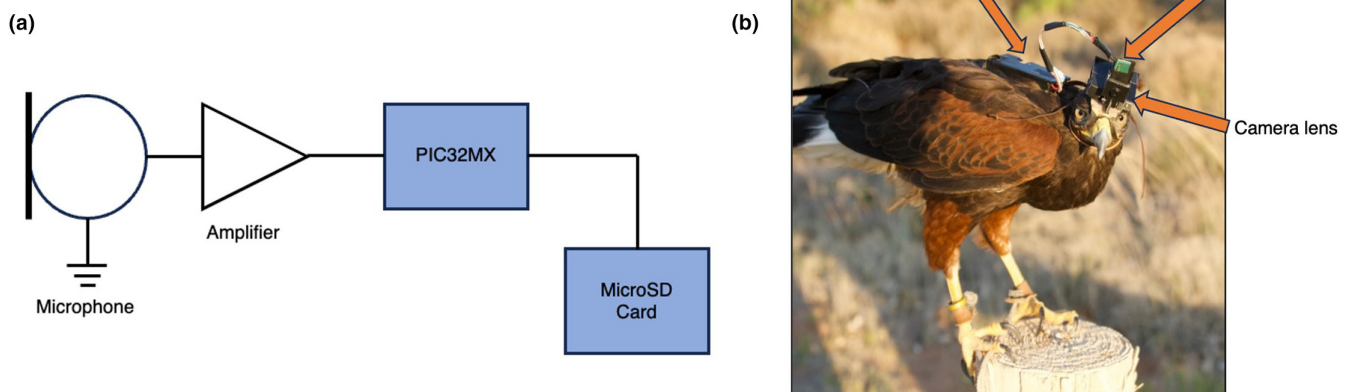 (a)
Amplifier
Microphone
PIC32MX
MicroSD
Card
(b)
Camera lens